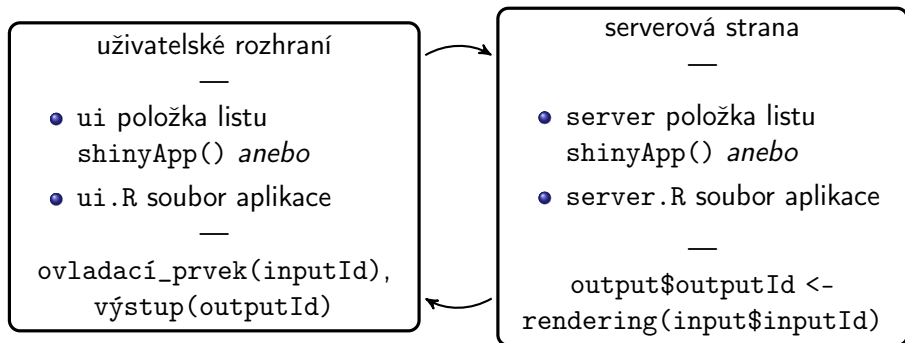 uživatelské rozhraní
—
ui položka listu
shinyApp() anebo
ui.R soubor aplikace
—
ovladací_prvek(inputId),
výstup(outputId)
serverová strana
—
server položka listu
shinyApp() anebo
server.R soubor aplikace
—
output$outputId <-
rendering(input$inputId)